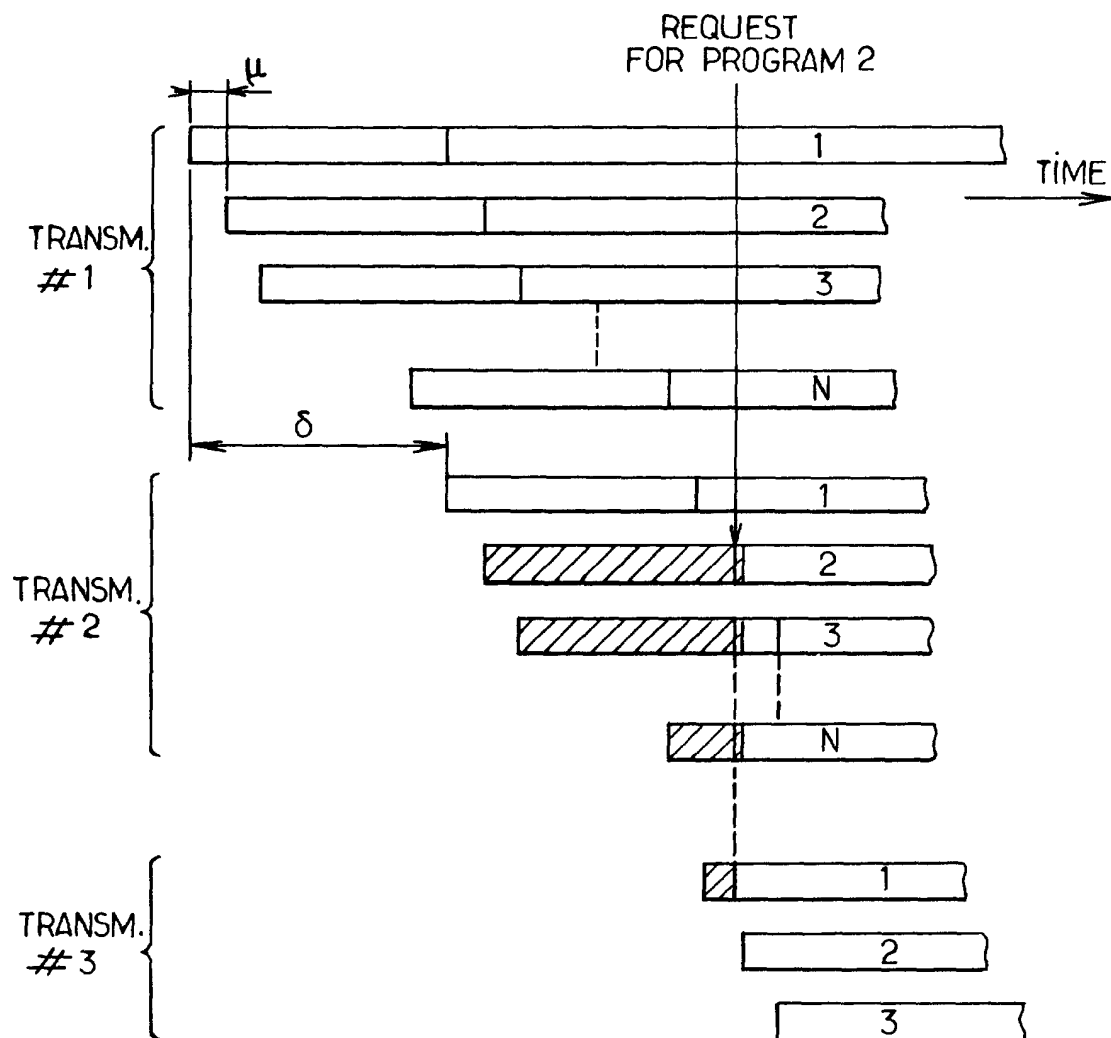 REQUEST
FOR PROGRAM 2
μ
1
TIME
2
TRANSM.
#1
3
N
δ
1
2
TRANSM.
#2
3
N
1
TRANSM.
#3
2
3